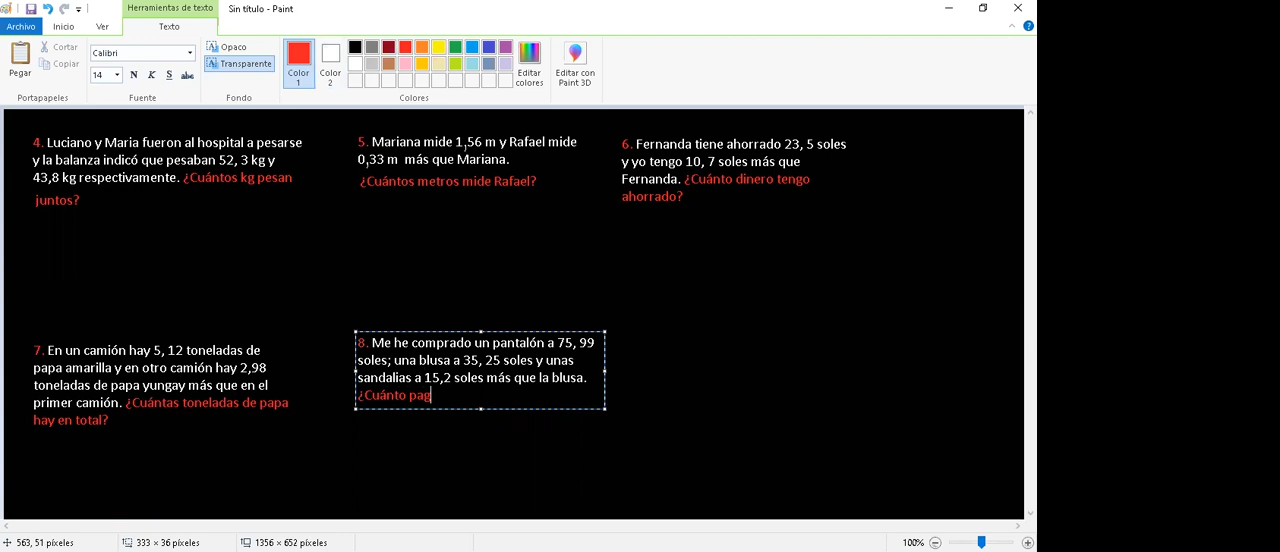 Herramientas de texto
Sin título - Paint
Archivo
Inicio
Ver
Texto
Pegar
Cortar
Copiar
Portapapeles
Calibri
14
N K S abc
Fuente
Opaco
Transparente
Fondo
Color 1
Color 2
Editar colores
Colores
Editar con Paint 3D
4. Luciano y Maria fueron al hospital a pesarse
y la balanza indicó que pesaban 52, 3 kg y
43,8 kg respectivamente. ¿Cuántos kg pesan
juntos?
5. Mariana mide 1,56 m y Rafael mide
0,33 m más que Mariana.
¿Cuántos metros mide Rafael?
6. Fernanda tiene ahorrado 23, 5 soles
y yo tengo 10, 7 soles más que
Fernanda. ¿Cuánto dinero tengo
ahorrado?
7. En un camión hay 5, 12 toneladas de
papa amarilla y en otro camión hay 2,98
toneladas de papa yungay más que en el
primer camión. ¿Cuántas toneladas de papa
hay en total?
8. Me he comprado un pantalón a 75, 99
soles; una blusa a 35, 25 soles y unas
sandalias a 15,2 soles más que la blusa.
¿Cuánto pag
563, 51 píxeles
333 × 36 píxeles
1356 × 652 píxeles
100%